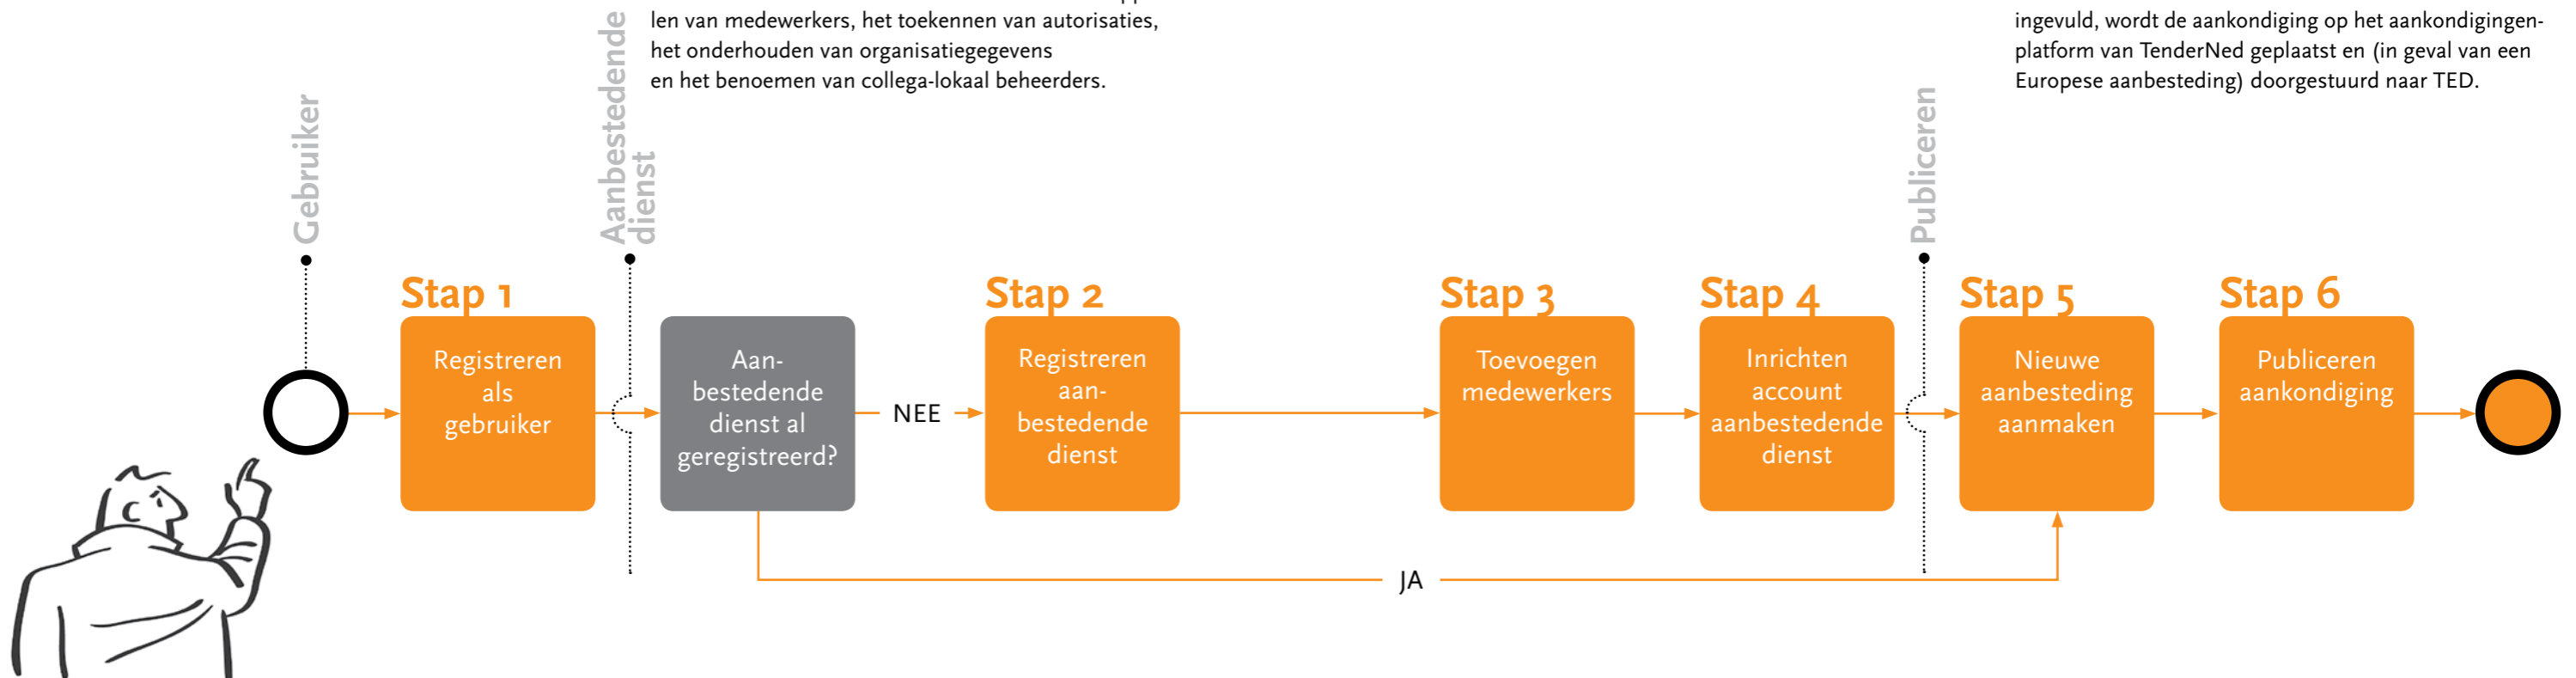 len van medewerkers, het toekennen van autorisaties,
het onderhouden van organisatiegegevens
en het benoemen van collega-lokaal beheerders.
ingevuld, wordt de aankondiging op het aankondigingen-
platform van TenderNed geplaatst en (in geval van een
Europese aanbesteding) doorgestuurd naar TED.
Gebruiker
Aanbestedende
dienst
Publiceren
Stap 1
Registreren
als
gebruiker
Aan-
bestedende
dienst al
geregistreerd?
NEE
Stap 2
Registreren
aan-
bestedende
dienst
Stap 3
Toevoegen
medewerkers
Stap 4
Inrichten
account
aanbestedende
dienst
Stap 5
Nieuwe
aanbesteding
aanmaken
Stap 6
Publiceren
aankondiging
JA